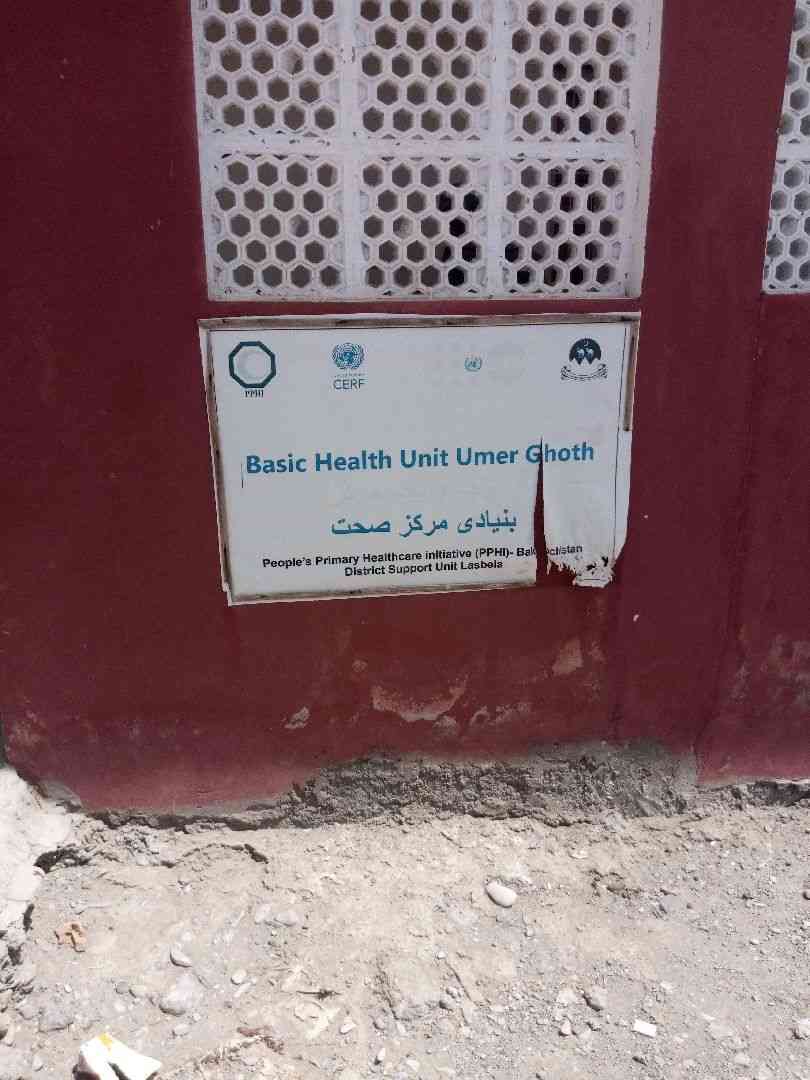 PPHI
CERF
Basic Health Unit Umer Ghoth
بنیادی مرکز صحت
People's Primary Healthcare initiative (PPHI)- Balochistan
District Support Unit Lasbela